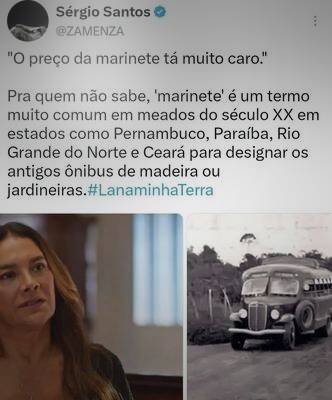 Sérgio Santos
@ZAMENZA
"O preço da marinete tá muito caro."
Pra quem não sabe, 'marinete' é um termo
muito comum em meados do século XX em
estados como Pernambuco, Paraíba, Rio
Grande do Norte e Ceará para designar os
antigos ônibus de madeira ou
jardineiras.#LanaminhaTerra